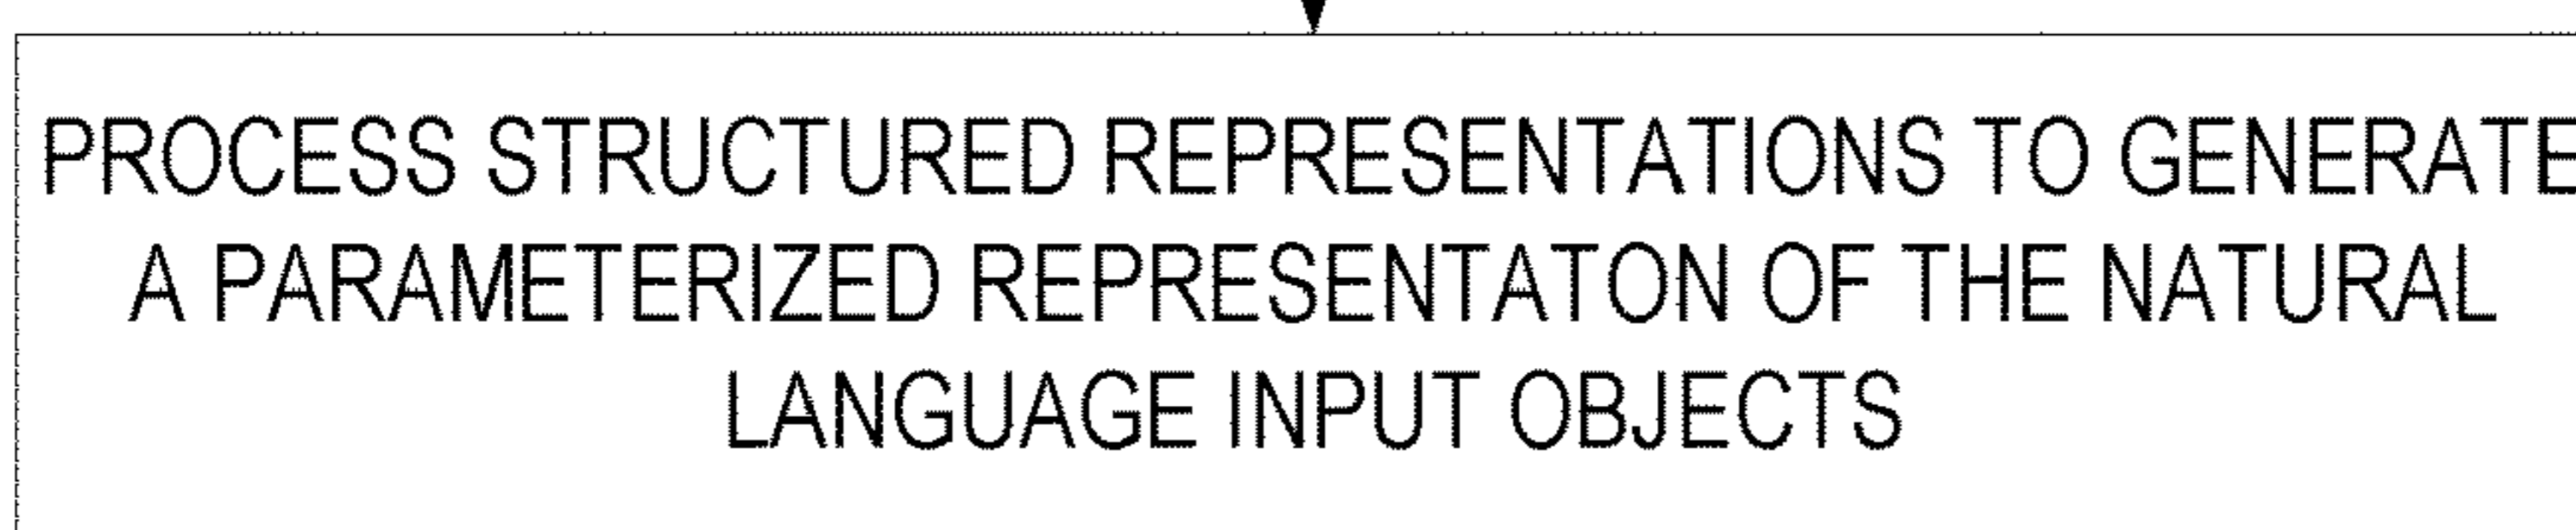 PROCESS STRUCTURED REPRESENTATIONS TO GENERATE
A PARAMETERIZED REPRESENTATON OF THE NATURAL
LANGUAGE INPUT OBJECTS